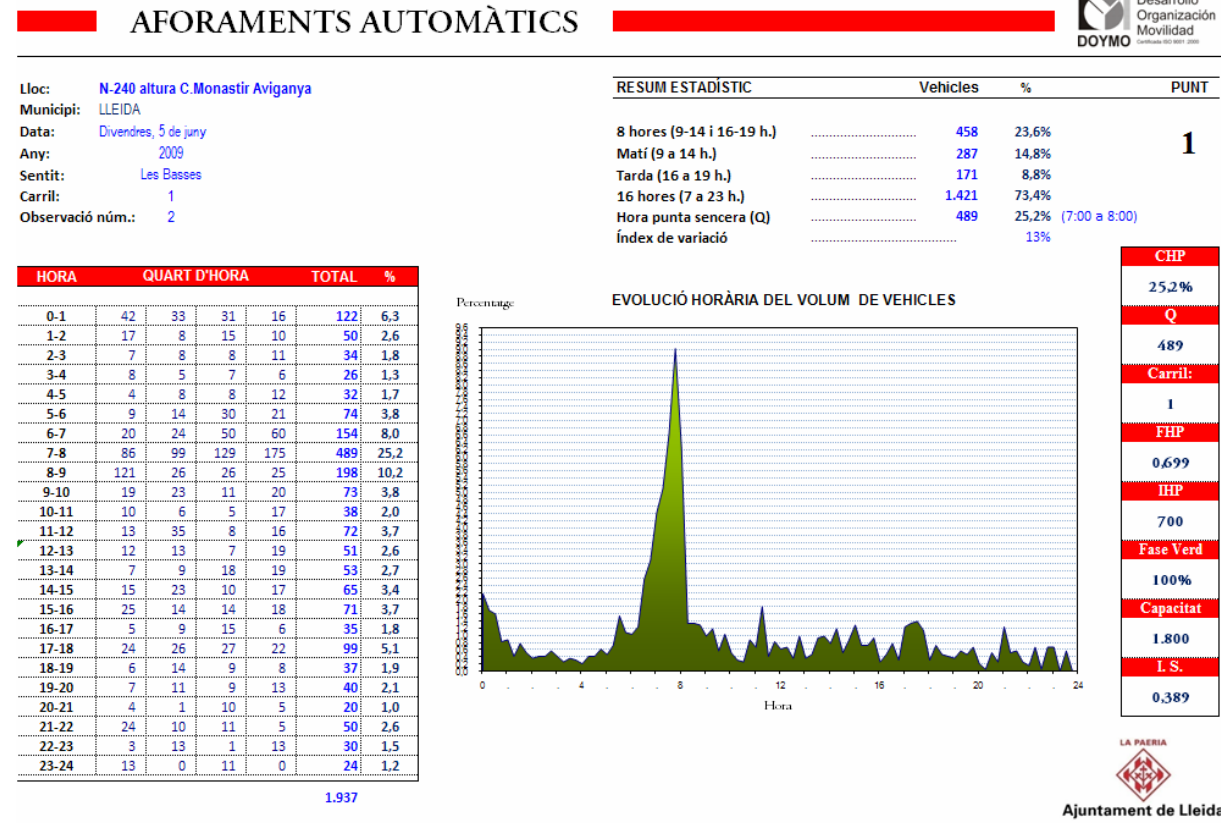 AFORAMENTS AUTOMÀTICS
Desarrollo
Organización
Movilidad
DOYMO
Lloc: N-240 altura C.Monastir Aviganya
Municipi: LLEIDA
Data: Divendres, 5 de juny
Any: 2009
Sentit: Les Basses
Carril: 1
Observació núm.: 2
RESUM ESTADÍSTIC Vehicles % PUNT
8 hores (9-14 i 16-19 h.) ............................ 458 23,6%
1
Matí (9 a 14 h.) ............................ 287 14,8%
Tarda (16 a 19 h.) ............................ 171 8,8%
16 hores (7 a 23 h.) ............................ 1.421 73,4%
Hora punta sencera (Q) ............................ 489 25,2% (7:00 a 8:00)
Índex de variació ...................................... 13%
HORA QUART D'HORA TOTAL %
0-1 42 33 31 16 122 6,3
1-2 17 8 15 10 50 2,6
2-3 7 8 8 11 34 1,8
3-4 8 5 7 6 26 1,3
4-5 4 8 8 12 32 1,7
5-6 9 14 30 21 74 3,8
6-7 20 24 50 60 154 8,0
7-8 86 99 129 175 489 25,2
8-9 121 26 26 25 198 10,2
9-10 19 23 11 20 73 3,8
10-11 10 6 5 17 38 2,0
11-12 13 35 8 16 72 3,7
12-13 12 13 7 19 51 2,6
13-14 7 9 18 19 53 2,7
14-15 15 23 10 17 65 3,4
15-16 25 14 14 18 71 3,7
16-17 5 9 15 6 35 1,8
17-18 24 26 27 22 99 5,1
18-19 6 14 9 8 37 1,9
19-20 7 11 9 13 40 2,1
20-21 4 1 10 5 20 1,0
21-22 24 10 11 5 50 2,6
22-23 3 13 1 13 30 1,5
23-24 13 0 11 0 24 1,2
1.937
Percentatge
EVOLUCIÓ HORÀRIA DEL VOLUM DE VEHICLES
0 . . . 4 . . . 8 . . . 12 . . . 16 . . . 20 . . . 24
Hora
CHP
25,2%
Q
489
Carril:
1
FHP
0,699
IHP
700
Fase Verd
100%
Capacitat
1.800
I. S.
0,389
LA PAERIA
Ajuntament de Lleida